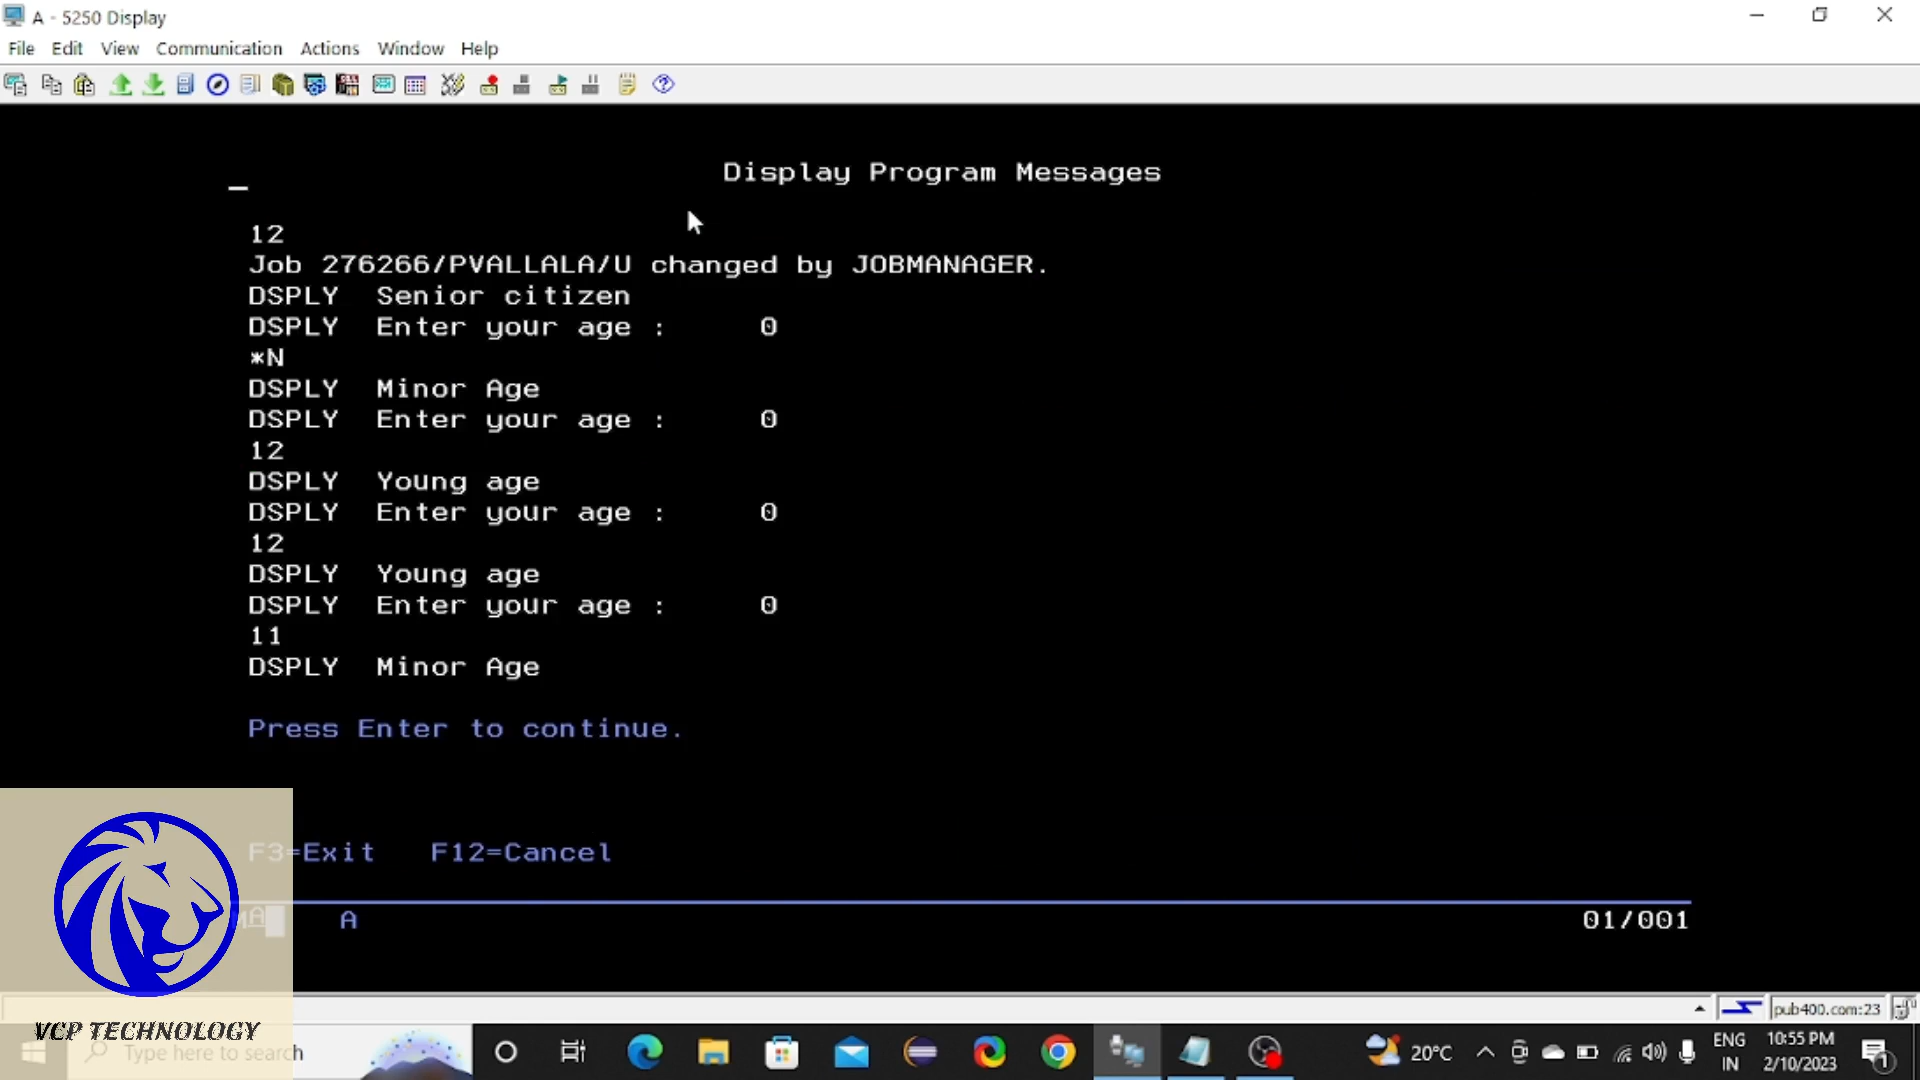 A - 5250 Display
File Edit View Communication Actions Window Help
Display Program Messages
12
Job 276266/PVALLALA/U changed by JOBMANAGER.
DSPLY Senior citizen
DSPLY Enter your age : 0
*N
DSPLY Minor Age
DSPLY Enter your age : 0
12
DSPLY Young age
DSPLY Enter your age : 0
12
DSPLY Young age
DSPLY Enter your age : 0
11
DSPLY Minor Age
Press Enter to continue.
F3=Exit F12=Cancel
MA A 01/001
pub400.com:23
VCP TECHNOLOGY
Type here to search
20°C
ENG
IN
10:55 PM
2/10/2023
1